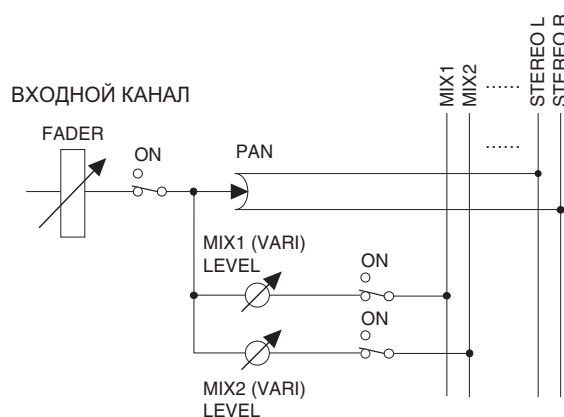 ВХОДНОЙ КАНАЛ
FADER
ON
PAN
MIX1
MIX2
......
STEREO L
STEREO R
......
MIX1 (VARI)
LEVEL
ON
ON
MIX2 (VARI)
LEVEL